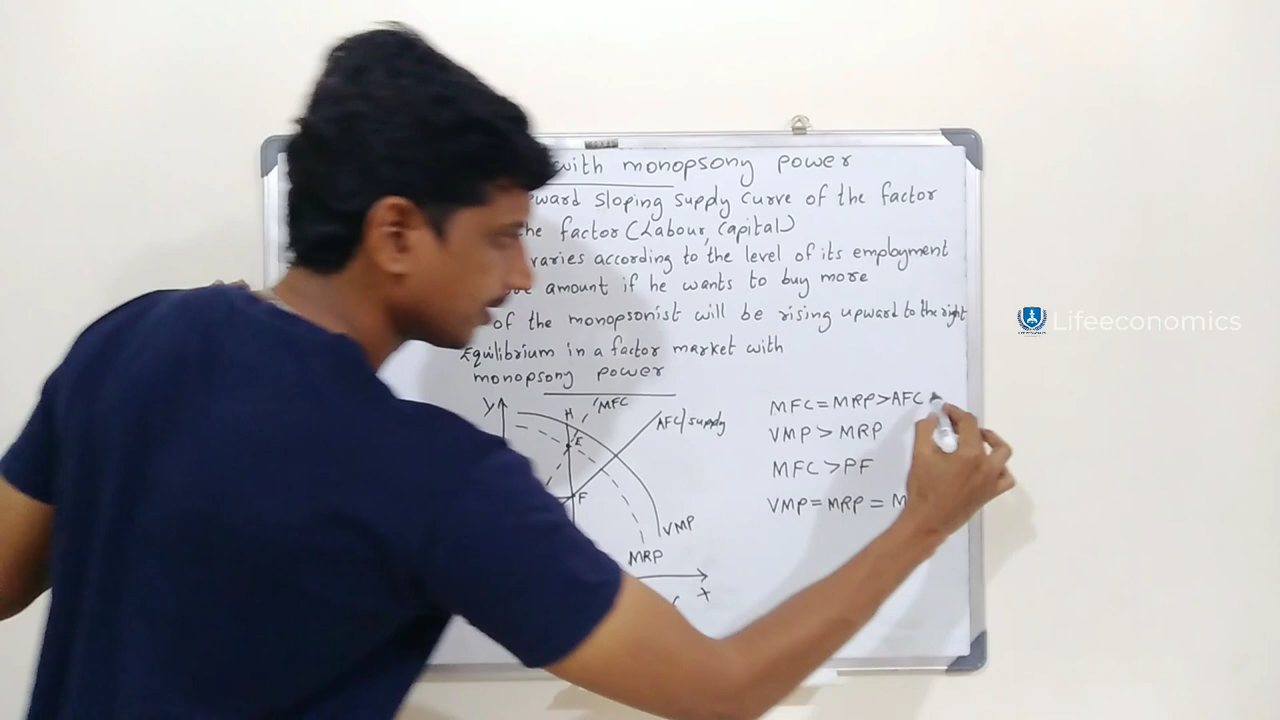 with monopsony power
sloping supply curve of the factor
factor (Labour, Capital)
varies according to the level of its employment
amount if he wants to buy more
of the monopsonist will be rising upward to the right
Equilibrium in a factor market with
monopsony power
Y
H
MFC
E
AFC/supply
F
VMP
MRP
X
MFC=MRP>AFC
VMP>MRP
MFC>PF
VMP=MRP=
Lifeeconomics